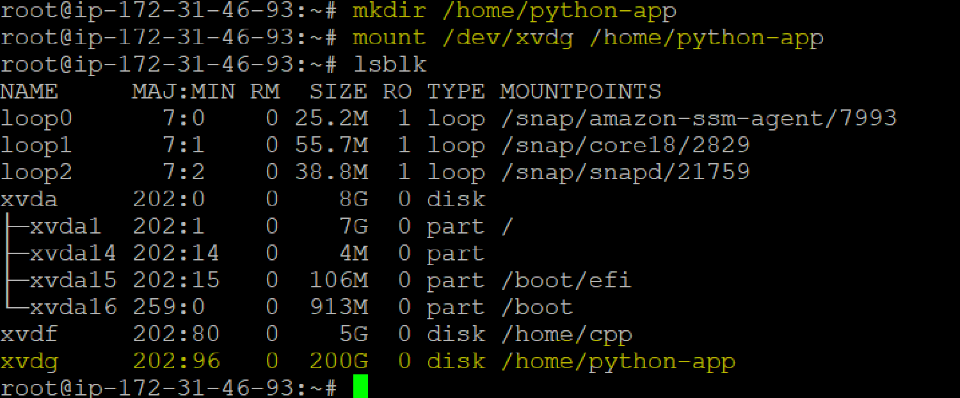 root@ip-172-31-46-93:~# mkdir /home/python-app
root@ip-172-31-46-93:~# mount /dev/xvdg /home/python-app
root@ip-172-31-46-93:~# lsblk
NAME     MAJ:MIN RM   SIZE RO TYPE MOUNTPOINTS
loop0      7:0    0  25.2M  1 loop /snap/amazon-ssm-agent/7993
loop1      7:1    0  55.7M  1 loop /snap/core18/2829
loop2      7:2    0  38.8M  1 loop /snap/snapd/21759
xvda     202:0    0     8G  0 disk
├─xvda1  202:1    0     7G  0 part /
├─xvda14 202:14   0     4M  0 part
├─xvda15 202:15   0   106M  0 part /boot/efi
└─xvda16 259:0    0   913M  0 part /boot
xvdf     202:80   0     5G  0 disk /home/cpp
xvdg     202:96   0   200G  0 disk /home/python-app
root@ip-172-31-46-93:~#